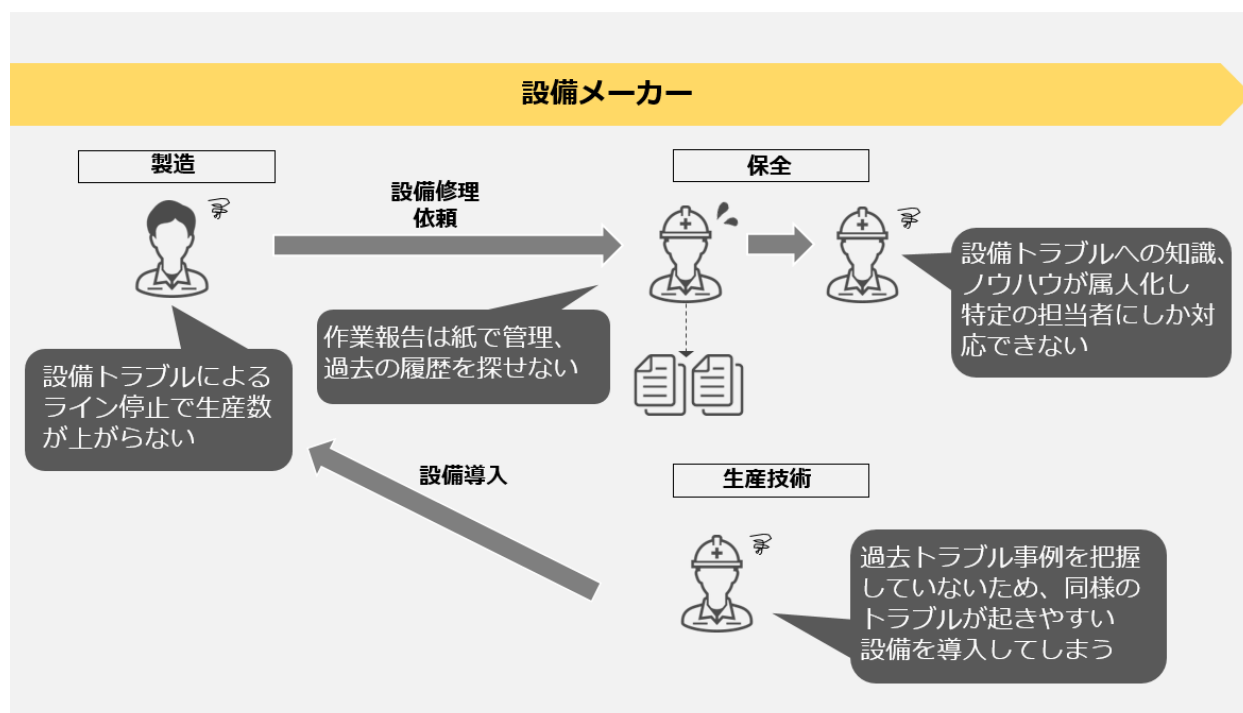 設備メーカー
製造
設備修理
依頼
保全
設備トラブルへの知識、
ノウハウが属人化し
特定の担当者にしか対
応できない
作業報告は紙で管理、
過去の履歴を探せない
設備トラブルによる
ライン停止で生産数
が上がらない
設備導入
生産技術
過去トラブル事例を把握
していないため、同様の
トラブルが起きやすい
設備を導入してしまう